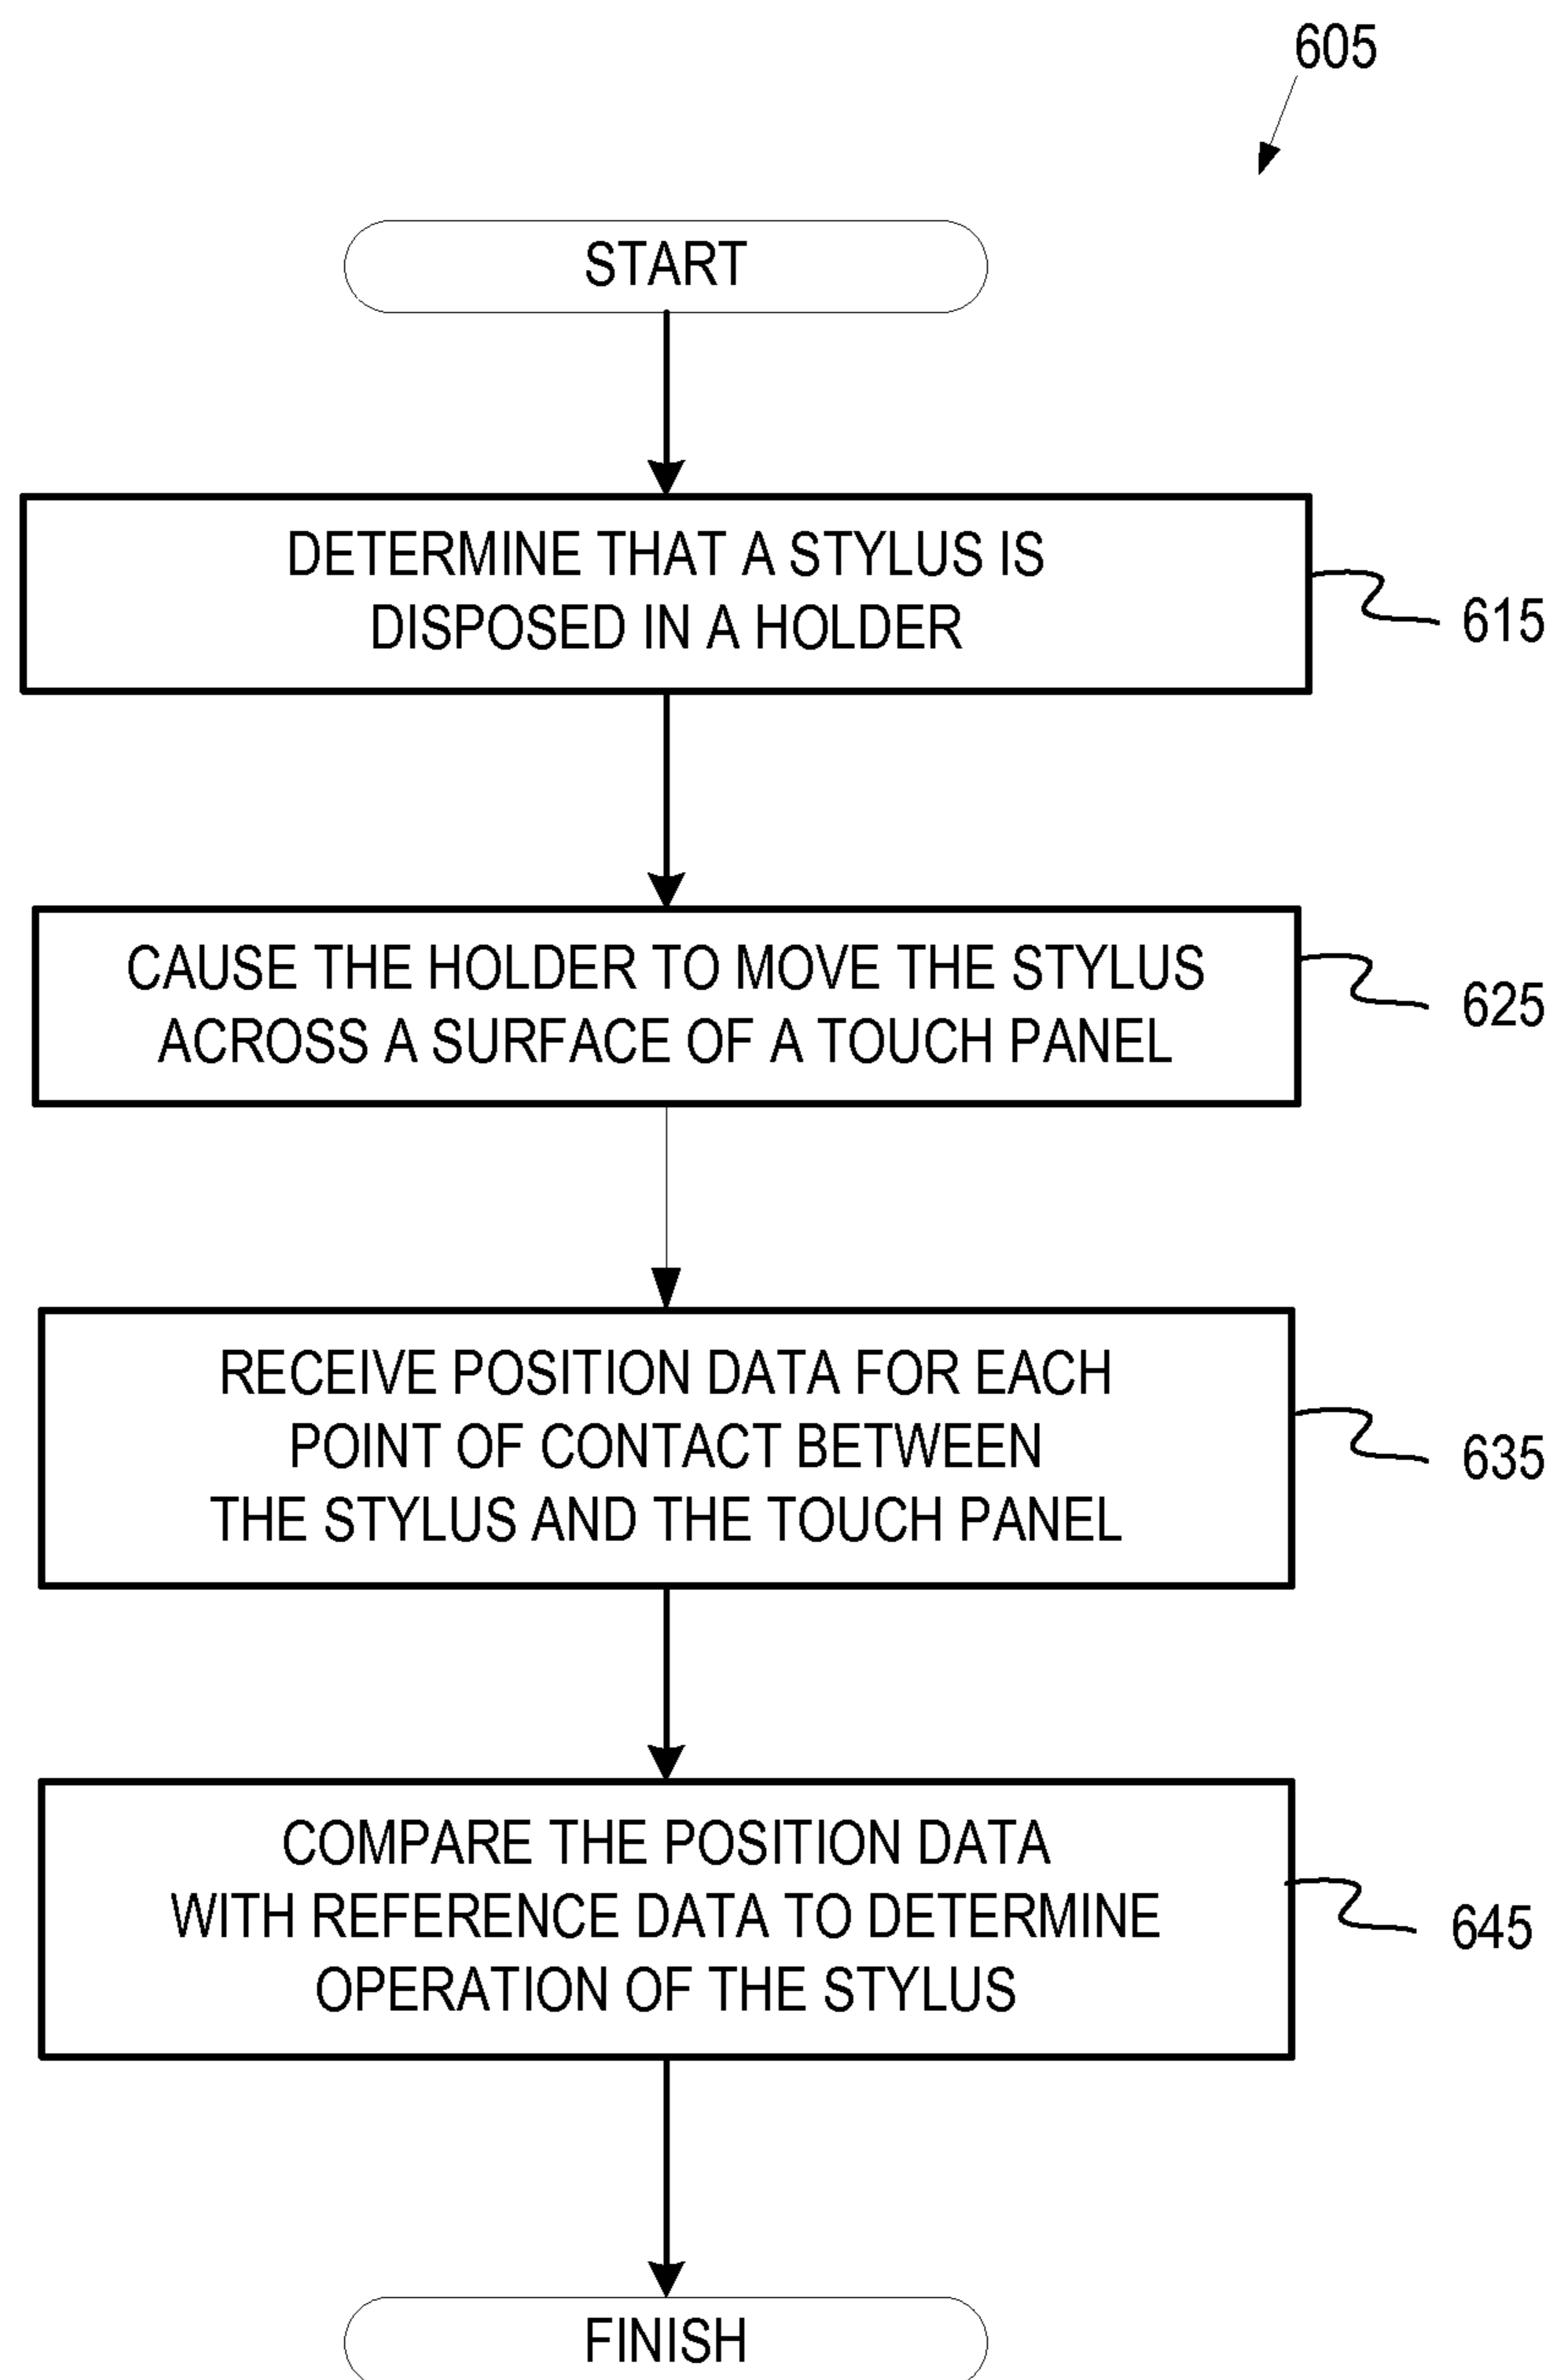 605
START
DETERMINE THAT A STYLUS IS
DISPOSED IN A HOLDER
615
CAUSE THE HOLDER TO MOVE THE STYLUS
ACROSS A SURFACE OF A TOUCH PANEL
625
RECEIVE POSITION DATA FOR EACH
POINT OF CONTACT BETWEEN
THE STYLUS AND THE TOUCH PANEL
635
COMPARE THE POSITION DATA
WITH REFERENCE DATA TO DETERMINE
OPERATION OF THE STYLUS
645
FINISH